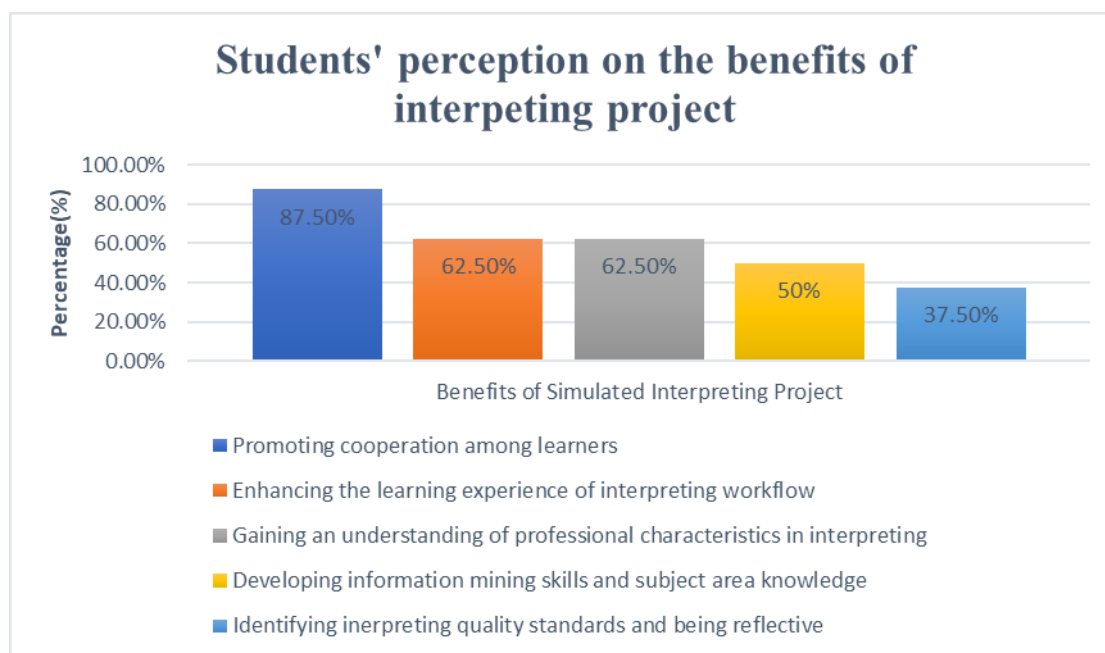 Students' perception on the benefits of
interpeting project
100.00%
80.00%
60.00%
40.00%
20.00%
0.00%
Percentage(%)
87.50%
62.50%
62.50%
50%
37.50%
Benefits of Simulated Interpreting Project
Promoting cooperation among learners
Enhancing the learning experience of interpreting workflow
Gaining an understanding of professional characteristics in interpreting
Developing information mining skills and subject area knowledge
Identifying inerpreting quality standards and being reflective